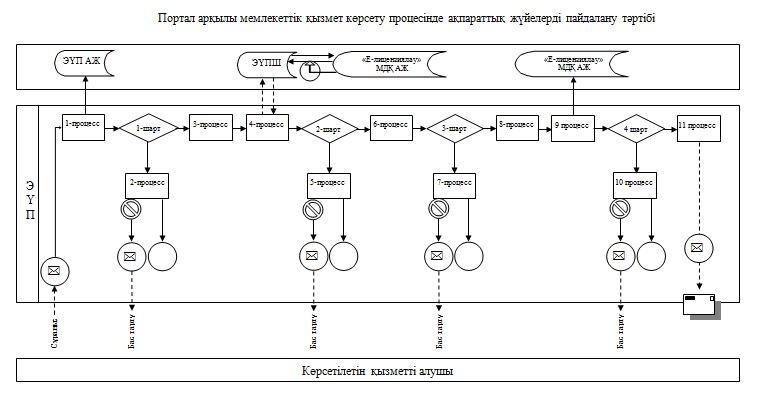 Портал арқылы мемлекеттік қызмет көрсету процесінде ақпараттық жүйелерді пайдалану тәртібі
ЭҮП АЖ
ЭҮПШ
«Е-лицензиялау»
МДҚ АЖ
«Е-лицензиялау»
МДҚ АЖ
1-процесс
1-шарт
3-процесс
4-процесс
2-шарт
6-процесс
3-шарт
8-процесс
9 процесс
4 шарт
11 процесс
ЭҮП
2-процесс
5-процесс
7-процесс
10 процесс
Сұраныс
Бас тарту
Бас тарту
Бас тарту
Бас тарту
Көрсетілетін қызметті алушы